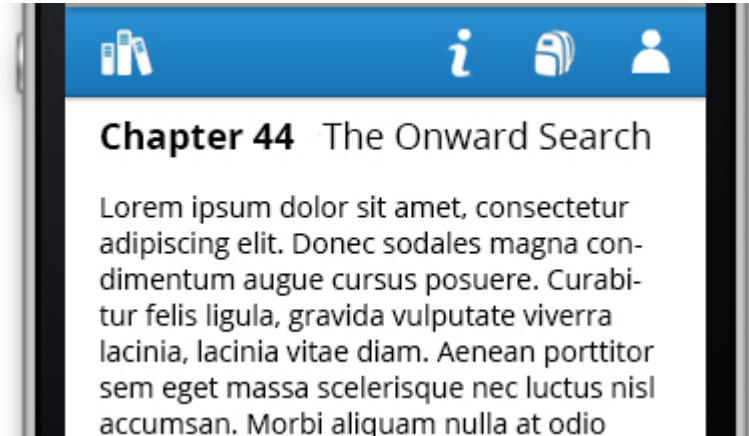 Chapter 44 The Onward Search
Lorem ipsum dolor sit amet, consectetur
adipiscing elit. Donec sodales magna con-
dimentum augue cursus posuere. Curabi-
tur felis ligula, gravida vulputate viverra
lacinia, lacinia vitae diam. Aenean porttitor
sem eget massa scelerisque nec luctus nisl
accumsan. Morbi aliquam nulla at odio